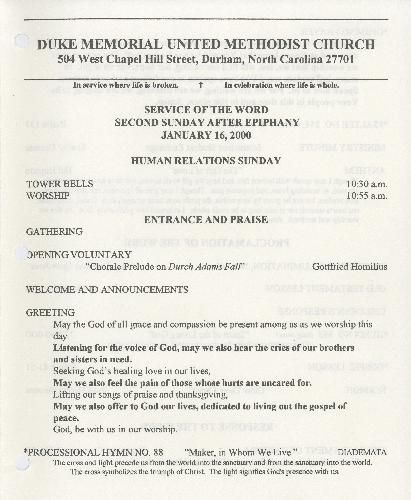 DUKE MEMORIAL UNITED METHODIST CHURCH
504 West Chapel Hill Street, Durham, North Carolina 27701
In service where life is broken. † In celebration where life is whole.
SERVICE OF THE WORD
SECOND SUNDAY AFTER EPIPHANY
JANUARY 16, 2000
HUMAN RELATIONS SUNDAY
TOWER BELLS 10:30 a.m.
WORSHIP 10:55 a.m.
ENTRANCE AND PRAISE
GATHERING
OPENING VOLUNTARY
"Chorale Prelude on Durch Adams Fall" Gottfried Homilius
WELCOME AND ANNOUNCEMENTS
GREETING
May the God of all grace and compassion be present among us as we worship this
day
Listening for the voice of God, may we also hear the cries of our brothers
and sisters in need.
Seeking God's healing love in our lives,
May we also feel the pain of those whose hurts are uncared for.
Lifting our songs of praise and thanksgiving,
May we also offer to God our lives, dedicated to living out the gospel of
peace.
God, be with us in our worship.
*PROCESSIONAL HYMN NO. 88 "Maker, in Whom We Live" DIADEMATA
The cross and light precede us from the world into the sanctuary and from the sanctuary into the world.
The cross symbolizes the triumph of Christ. The light signifies God's presence with us.